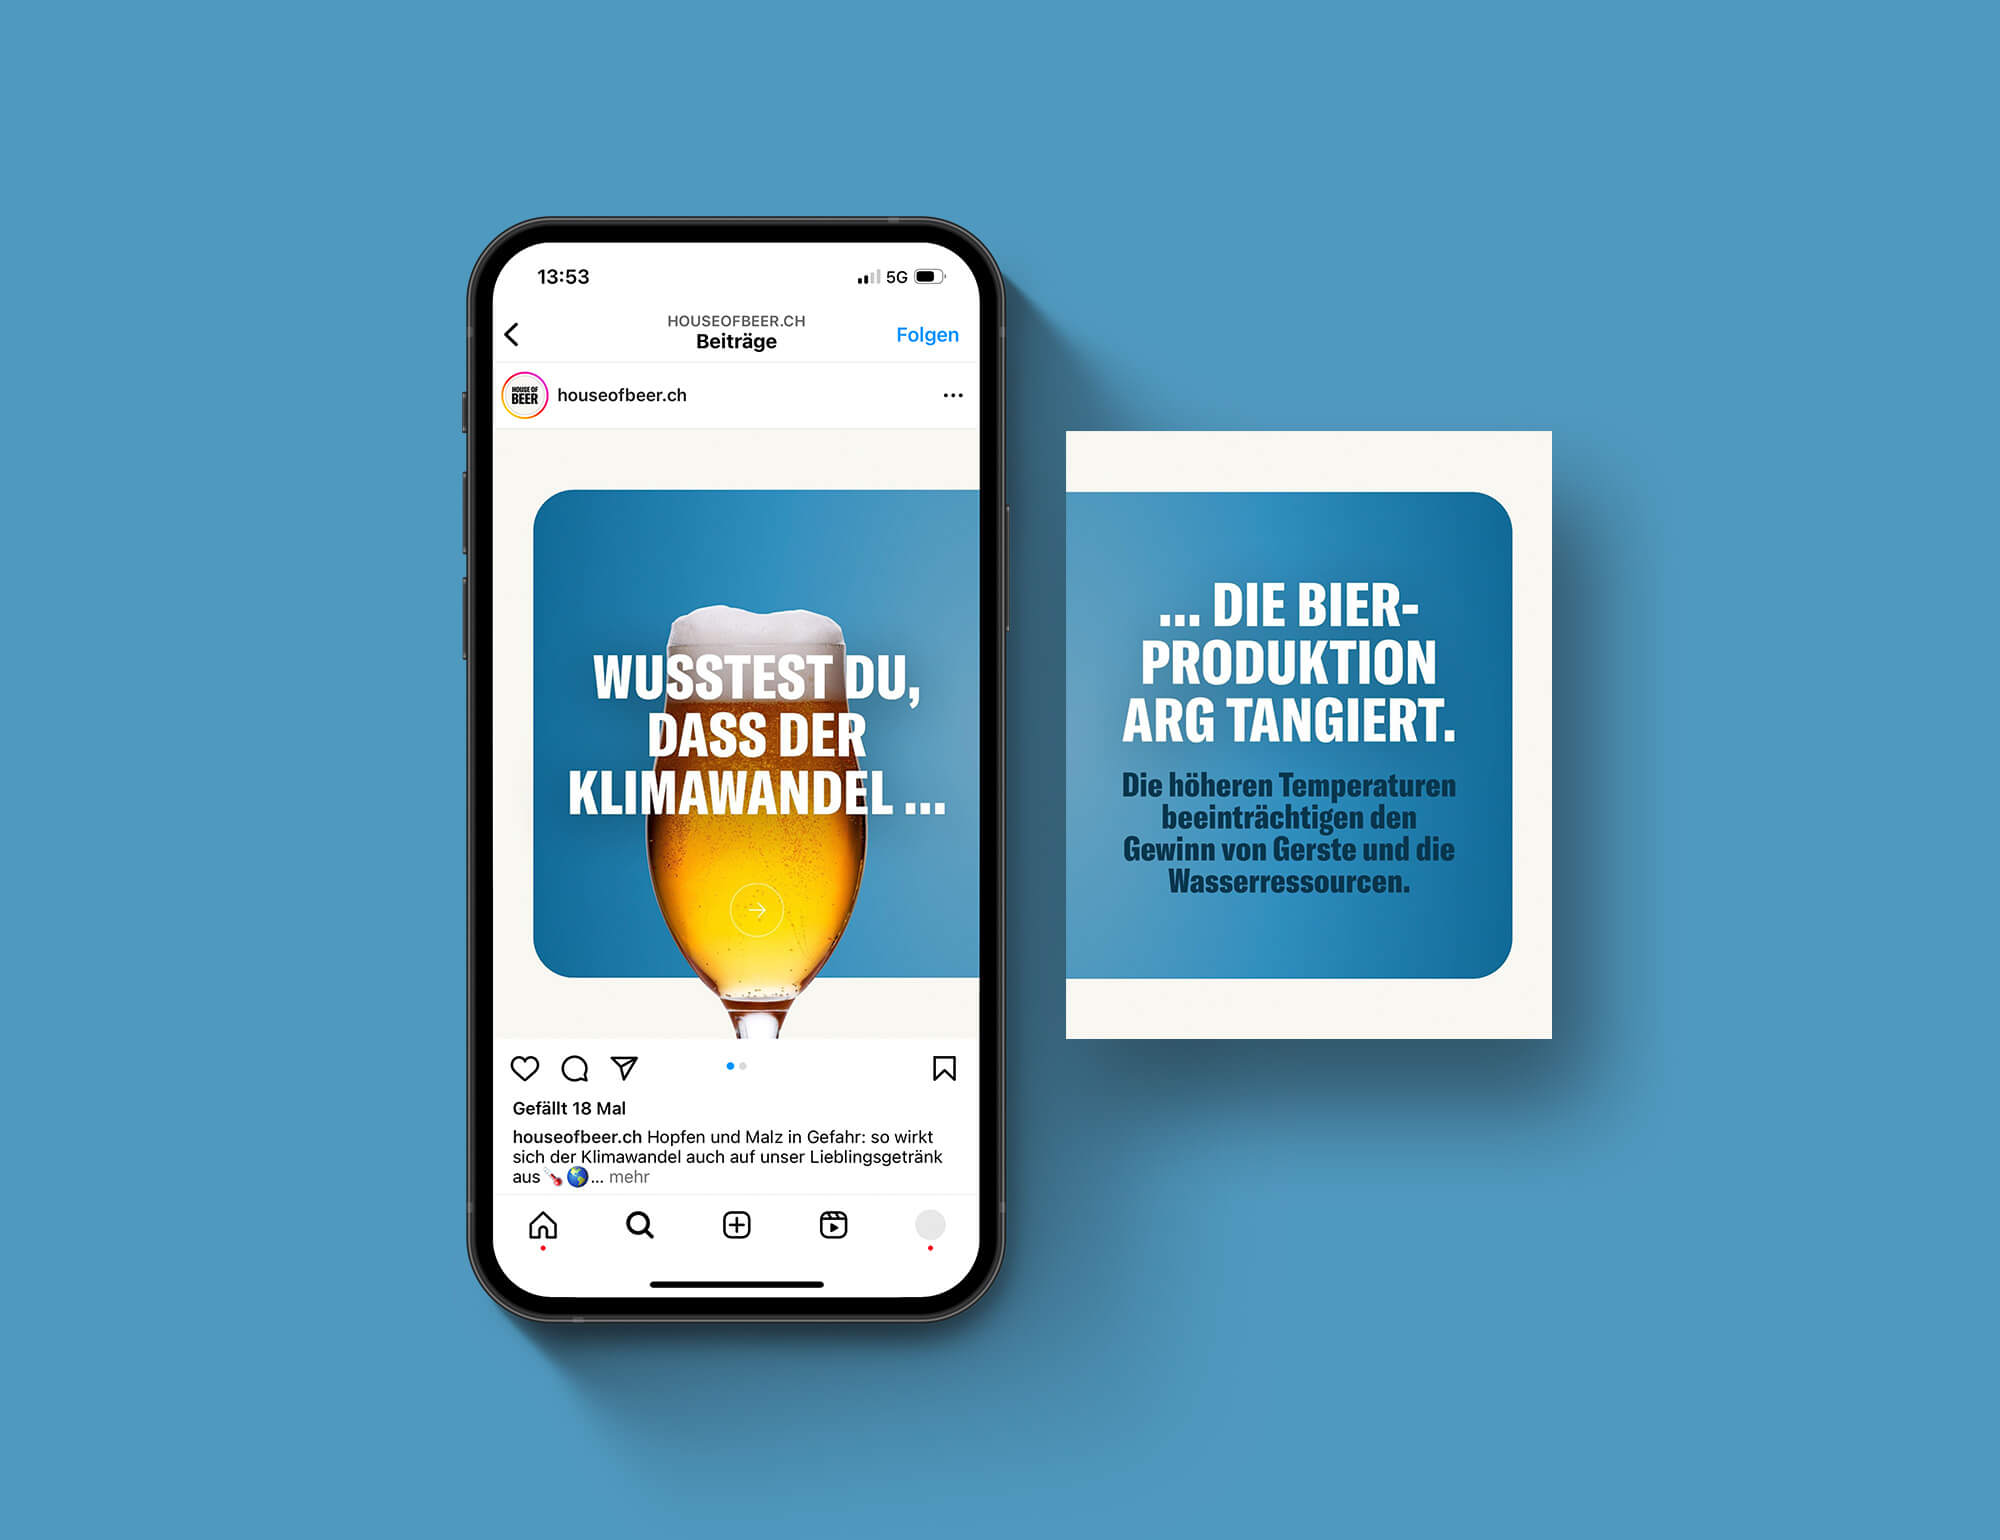 13:53
5G
HOUSEOFBEER.CH
Beiträge
Folgen
HOUSE OF
BEER
houseofbeer.ch
WUSSTEST DU,
DASS DER
KLIMAWANDEL ...
Gefällt 18 Mal
houseofbeer.ch Hopfen und Malz in Gefahr: so wirkt
sich der Klimawandel auch auf unser Lieblingsgetränk
aus 🌡️🌎... mehr
... DIE BIER-
PRODUKTION
ARG TANGIERT.
Die höheren Temperaturen
beeinträchtigen den
Gewinn von Gerste und die
Wasserressourcen.